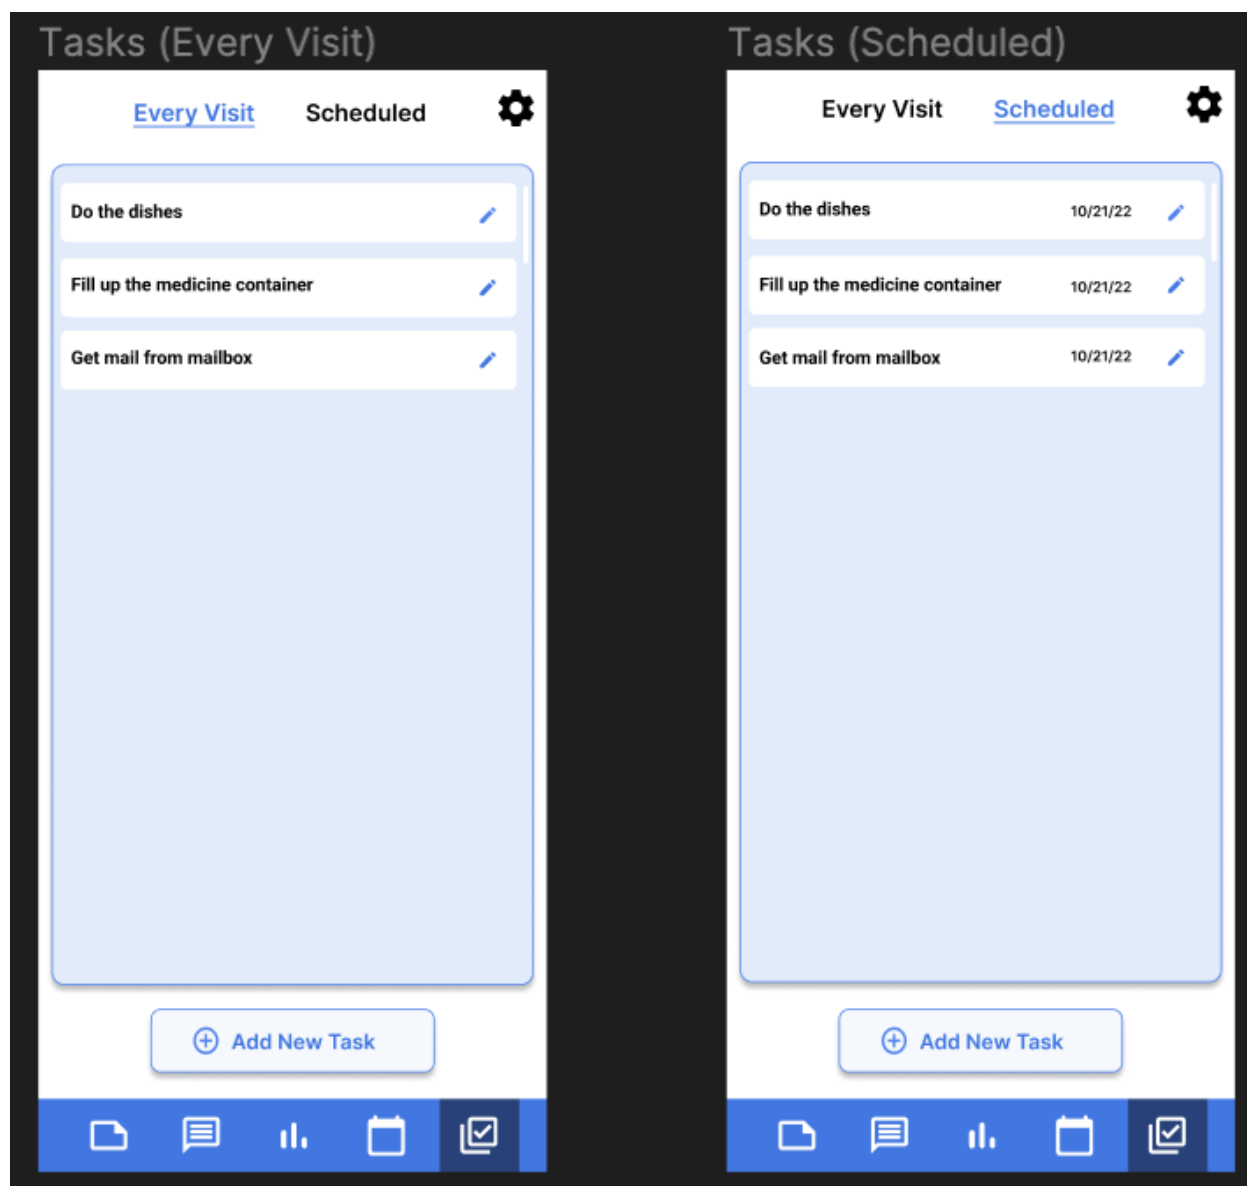 Tasks (Every Visit)
Every Visit Scheduled
Do the dishes
Fill up the medicine container
Get mail from mailbox
Add New Task
Tasks (Scheduled)
Every Visit Scheduled
Do the dishes 10/21/22
Fill up the medicine container 10/21/22
Get mail from mailbox 10/21/22
Add New Task